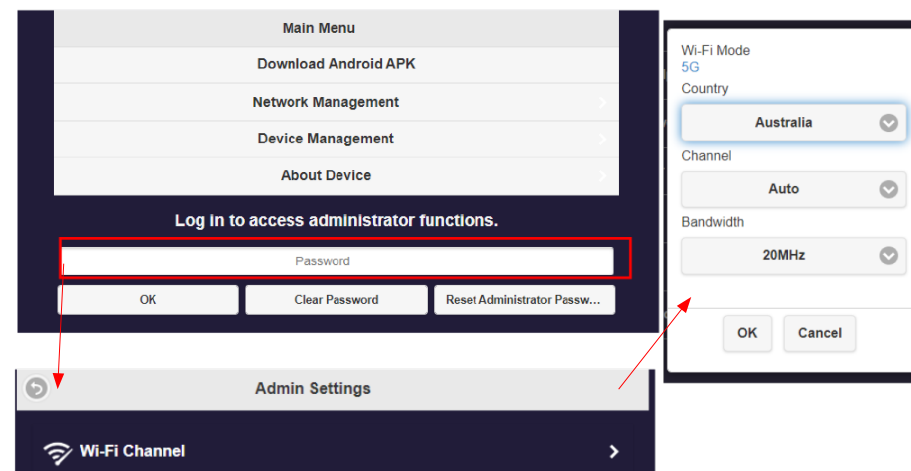 Main Menu
Download Android APK
Network Management
Device Management
About Device
Log in to access administrator functions.
Password
OK
Clear Password
Reset Administrator Passw...
Admin Settings
Wi-Fi Channel
Wi-Fi Mode
5G
Country
Australia
Channel
Auto
Bandwidth
20MHz
OK
Cancel